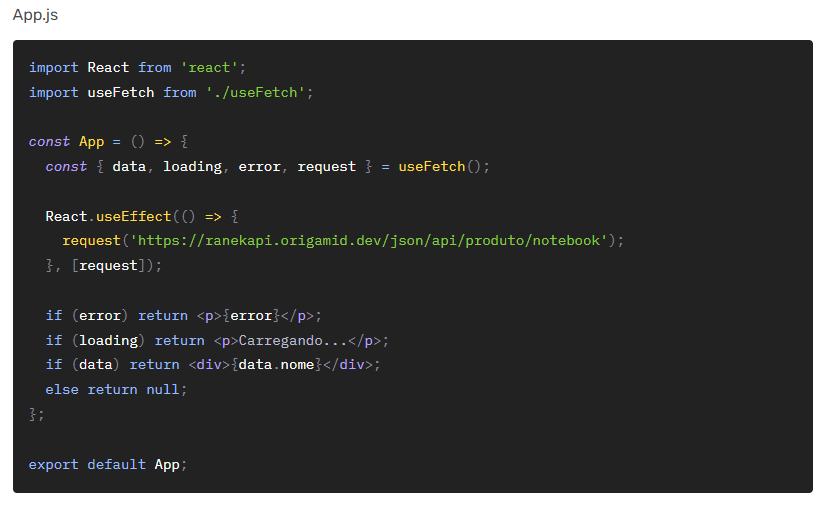 App.js
import React from 'react';
import useFetch from './useFetch';
const App = () => {
const { data, loading, error, request } = useFetch();
React.useEffect(() => {
request('https://ranekapi.origamid.dev/json/api/produto/notebook');
}, [request]);
if (error) return <p>{error}</p>;
if (loading) return <p>Carregando...</p>;
if (data) return <div>{data.nome}</div>;
else return null;
};
export default App;